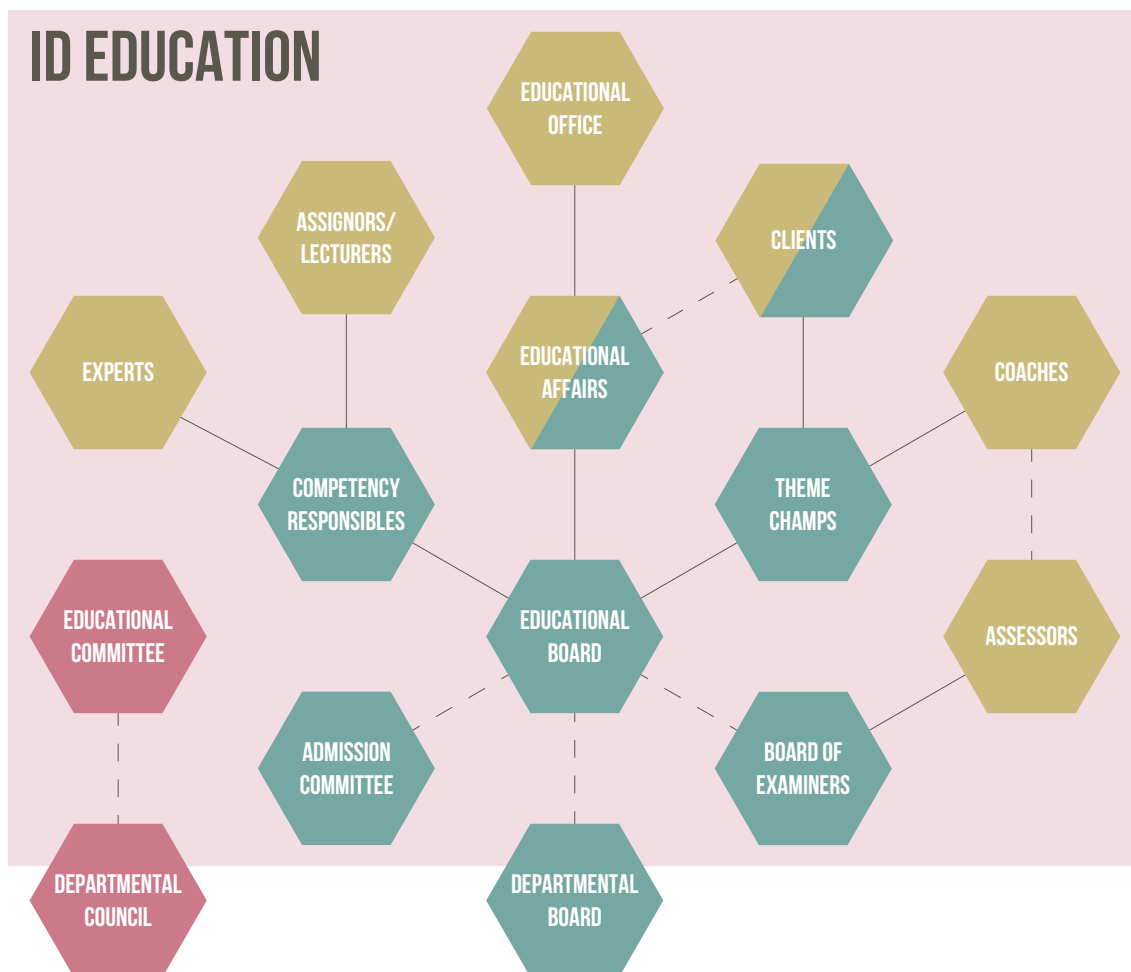 ID EDUCATION
EDUCATIONAL
OFFICE
ASSIGNORS/
LECTURERS
CLIENTS
EXPERTS
EDUCATIONAL
AFFAIRS
COACHES
COMPETENCY
RESPONSIBLES
THEME
CHAMPS
EDUCATIONAL
COMMITTEE
EDUCATIONAL
BOARD
ASSESSORS
ADMISSION
COMMITTEE
BOARD OF
EXAMINERS
DEPARTMENTAL
COUNCIL
DEPARTMENTAL
BOARD